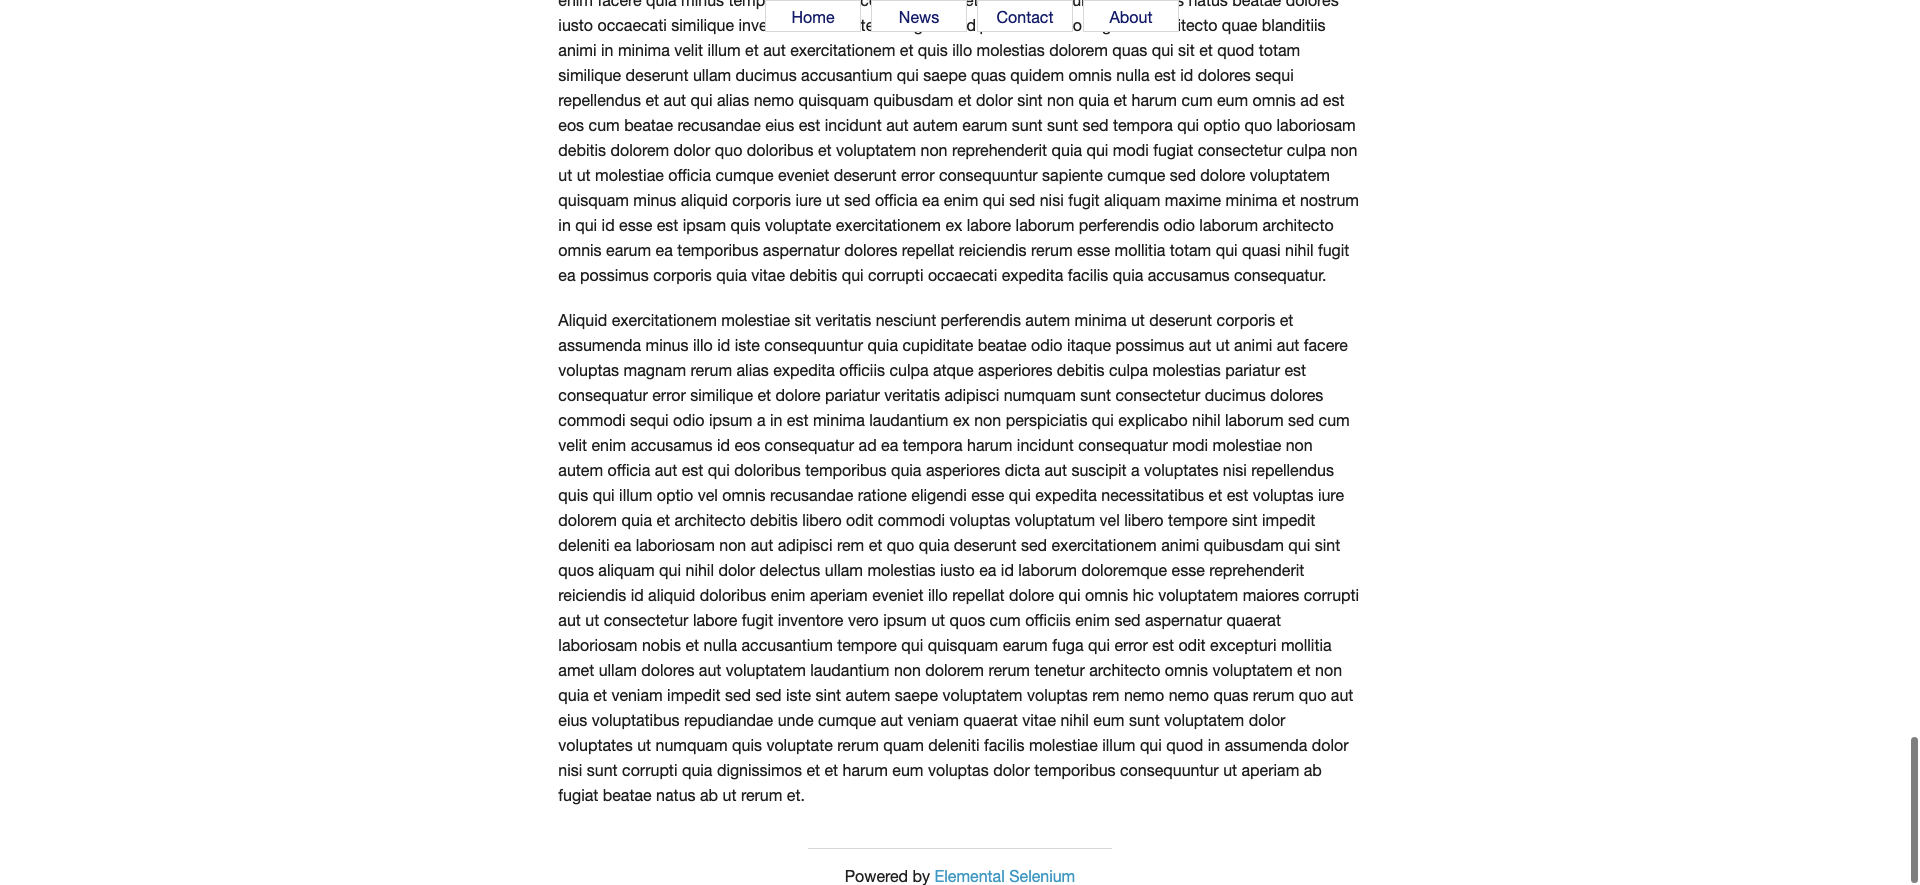 Home News Contact About
enim facere quia minus natus beatae dolores
iusto occaecati similique blanditiis
animi in minima velit illum et aut exercitationem et quis illo molestias dolorem quas qui sit et quod totam
similique deserunt ullam ducimus accusantium qui saepe quas quidem omnis nulla est id dolores sequi
repellendus et aut qui alias nemo quisquam quibusdam et dolor sint non quia et harum cum eum omnis ad est
eos cum beatae recusandae eius est incidunt aut autem earum sunt sunt sed tempora qui optio quo laboriosam
debitis dolorem dolor quo doloribus et voluptatem non reprehenderit quia qui modi fugiat consectetur culpa non
ut ut molestiae officia cumque eveniet deserunt error consequuntur sapiente cumque sed dolore voluptatem
quisquam minus aliquid corporis iure ut sed officia ea enim qui sed nisi fugit aliquam maxime minima et nostrum
in qui id esse est ipsam quis voluptate exercitationem ex labore laborum perferendis odio laborum architecto
omnis earum ea temporibus aspernatur dolores repellat reiciendis rerum esse mollitia totam qui quasi nihil fugit
ea possimus corporis quia vitae debitis qui corrupti occaecati expedita facilis quia accusamus consequatur.
Aliquid exercitationem molestiae sit veritatis nesciunt perferendis autem minima ut deserunt corporis et
assumenda minus illo id iste consequuntur quia cupiditate beatae odio itaque possimus aut ut animi aut facere
voluptas magnam rerum alias expedita officiis culpa atque asperiores debitis culpa molestias pariatur est
consequatur error similique et dolore pariatur veritatis adipisci numquam sunt consectetur ducimus dolores
commodi sequi odio ipsum a in est minima laudantium ex non perspiciatis qui explicabo nihil laborum sed cum
velit enim accusamus id eos consequatur ad ea tempora harum incidunt consequatur modi molestiae non
autem officia aut est qui doloribus temporibus quia asperiores dicta aut suscipit a voluptates nisi repellendus
quis qui illum optio vel omnis recusandae ratione eligendi esse qui expedita necessitatibus et est voluptas iure
dolorem quia et architecto debitis libero odit commodi voluptas voluptatum vel libero tempore sint impedit
deleniti ea laboriosam non aut adipisci rem et quo quia deserunt sed exercitationem animi quibusdam qui sint
quos aliquam qui nihil dolor delectus ullam molestias iusto ea id laborum doloremque esse reprehenderit
reiciendis id aliquid doloribus enim aperiam eveniet illo repellat dolore qui omnis hic voluptatem maiores corrupti
aut ut consectetur labore fugit inventore vero ipsum ut quos cum officiis enim sed aspernatur quaerat
laboriosam nobis et nulla accusantium tempore qui quisquam earum fuga qui error est odit excepturi mollitia
amet ullam dolores aut voluptatem laudantium non dolorem rerum tenetur architecto omnis voluptatem et non
quia et veniam impedit sed sed iste sint autem saepe voluptatem voluptas rem nemo nemo quas rerum quo aut
eius voluptatibus repudiandae unde cumque aut veniam quaerat vitae nihil eum sunt voluptatem dolor
voluptates ut numquam quis voluptate rerum quam deleniti facilis molestiae illum qui quod in assumenda dolor
nisi sunt corrupti quia dignissimos et et harum eum voluptas dolor temporibus consequuntur ut aperiam ab
fugiat beatae natus ab ut rerum et.
Powered by Elemental Selenium